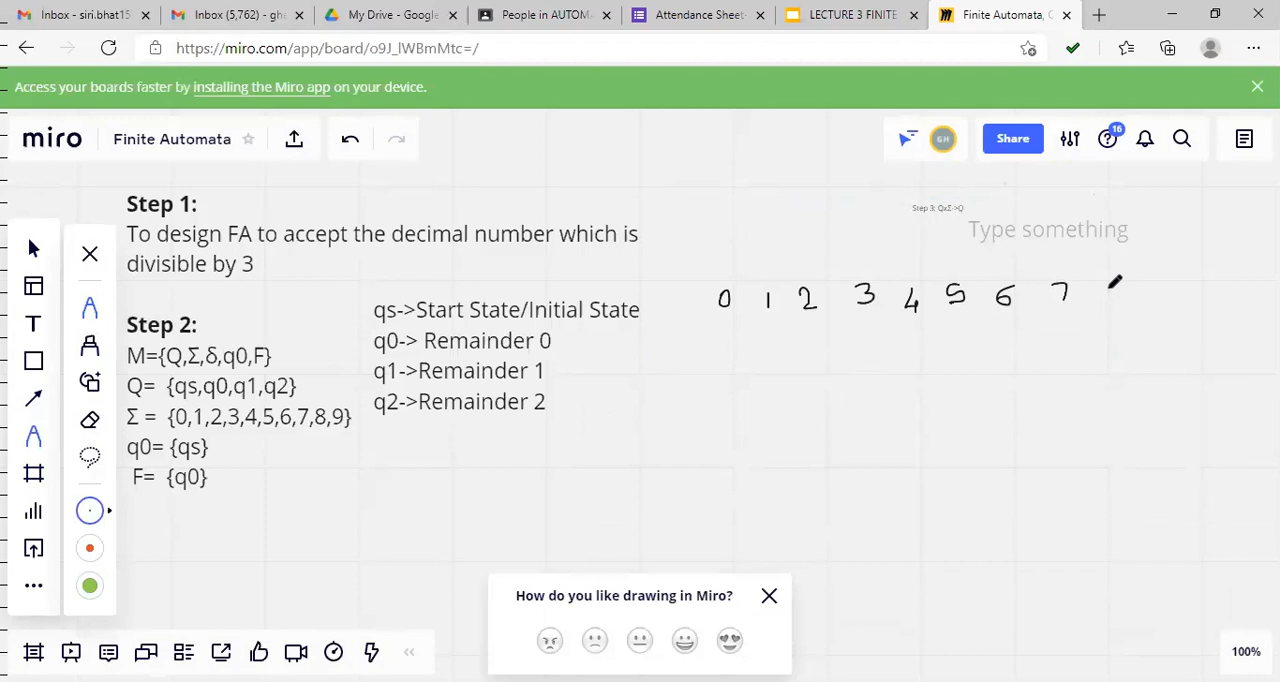 Inbox - siri.bhat15
Inbox (5,762) - ghe
My Drive - Google
People in AUTOM
Attendance Sheet-
LECTURE 3 FINITE
Finite Automata, C
https://miro.com/app/board/o9J_lWBmMtc=/
Access your boards faster by installing the Miro app on your device.
miro
Finite Automata
GH
Share
16
Step 1:
To design FA to accept the decimal number which is
divisible by 3
Step 3: QxΣ->Q
Type something
0 1 2 3 4 5 6 7
Step 2:
M={Q,Σ,δ,q0,F}
Q= {qs,q0,q1,q2}
Σ = {0,1,2,3,4,5,6,7,8,9}
q0= {qs}
F= {q0}
qs->Start State/Initial State
q0-> Remainder 0
q1->Remainder 1
q2->Remainder 2
How do you like drawing in Miro?
100%